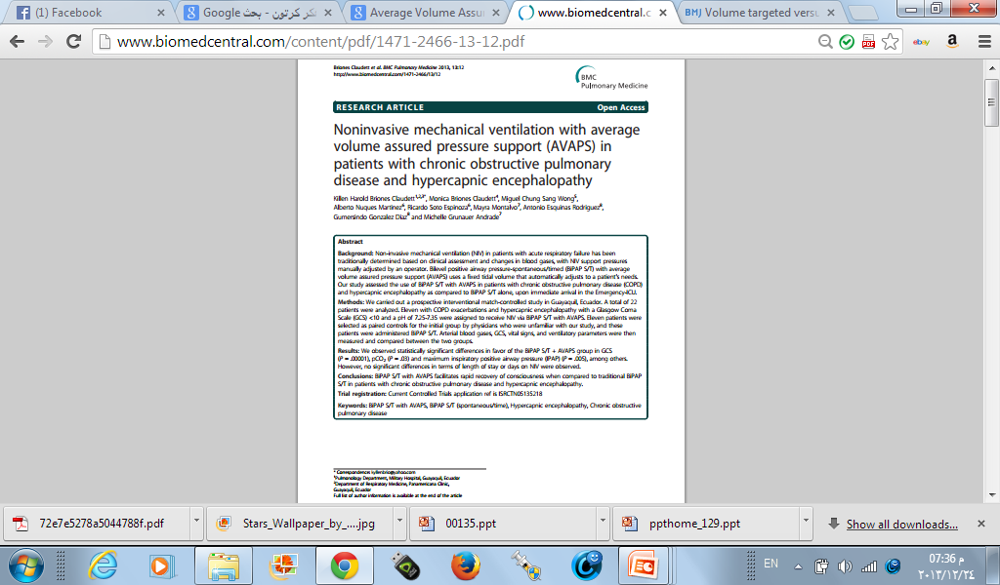 (1) Facebook
Google بحث - فكر كرتون
Average Volume Assu
www.biomedcentral.c
BMJ Volume targeted versu
www.biomedcentral.com/content/pdf/1471-2466-13-12.pdf
PDF
ebay
a
Briones Claudett et al. BMC Pulmonary Medicine 2013, 13:12
http://www.biomedcentral.com/1471-2466/13/12
BMC
Pulmonary Medicine
RESEARCH ARTICLE Open Access
Noninvasive mechanical ventilation with average
volume assured pressure support (AVAPS) in
patients with chronic obstructive pulmonary
disease and hypercapnic encephalopathy
Killen Harold Briones Claudett1,2,3*, Monica Briones Claudett4, Miguel Chung Sang Wong5,
Alberto Nuques Martinez6, Ricardo Soto Espinoza6, Mayra Montalvo7, Antonio Esquinas Rodriguez8,
Gumersindo Gonzalez Diaz8 and Michelle Grunauer Andrade7
Abstract
Background: Non-invasive mechanical ventilation (NIV) in patients with acute respiratory failure has been
traditionally determined based on clinical assessment and changes in blood gases, with NIV support pressures
manually adjusted by an operator. Bilevel positive airway pressure-spontaneous/timed (BiPAP S/T) with average
volume assured pressure support (AVAPS) uses a fixed tidal volume that automatically adjusts to a patient's needs.
Our study assessed the use of BiPAP S/T with AVAPS in patients with chronic obstructive pulmonary disease (COPD)
and hypercapnic encephalopathy as compared to BiPAP S/T alone, upon immediate arrival in the Emergency-ICU.
Methods: We carried out a prospective interventional match-controlled study in Guayaquil, Ecuador. A total of 22
patients were analyzed. Eleven with COPD exacerbations and hypercapnic encephalopathy with a Glasgow Coma
Scale (GCS) <10 and a pH of 7.25-7.35 were assigned to receive NIV via BiPAP S/T with AVAPS. Eleven patients were
selected as paired controls for the initial group by physicians who were unfamiliar with our study, and these
patients were administered BiPAP S/T. Arterial blood gases, GCS, vital signs, and ventilatory parameters were then
measured and compared between the two groups.
Results: We observed statistically significant differences in favor of the BiPAP S/T + AVAPS group in GCS
(P = .00001), pCO2 (P = .03) and maximum inspiratory positive airway pressure (IPAP) (P = .005), among others.
However, no significant differences in terms of length of stay or days on NIV were observed.
Conclusions: BiPAP S/T with AVAPS facilitates rapid recovery of consciousness when compared to traditional BiPAP
S/T in patients with chronic obstructive pulmonary disease and hypercapnic encephalopathy.
Trial registration: Current Controlled Trials application ref is ISRCTN05135218
Keywords: BiPAP S/T with AVAPS, BiPAP S/T (spontaneous/time), Hypercapnic encephalopathy, Chronic obstructive
pulmonary disease
* Correspondence: kyllenbrio@yahoo.com
1Pulmonology Department, Military Hospital, Guayaquil, Ecuador
2Department of Respiratory Medicine, Panamericana Clinic,
Guayaquil, Ecuador
Full list of author information is available at the end of the article
72e7e5278a5044788f.pdf
Stars_Wallpaper_by_....jpg
00135.ppt
ppthome_129.ppt
Show all downloads...
EN
07:36 م
٢٠١٣/١٢/٢٤